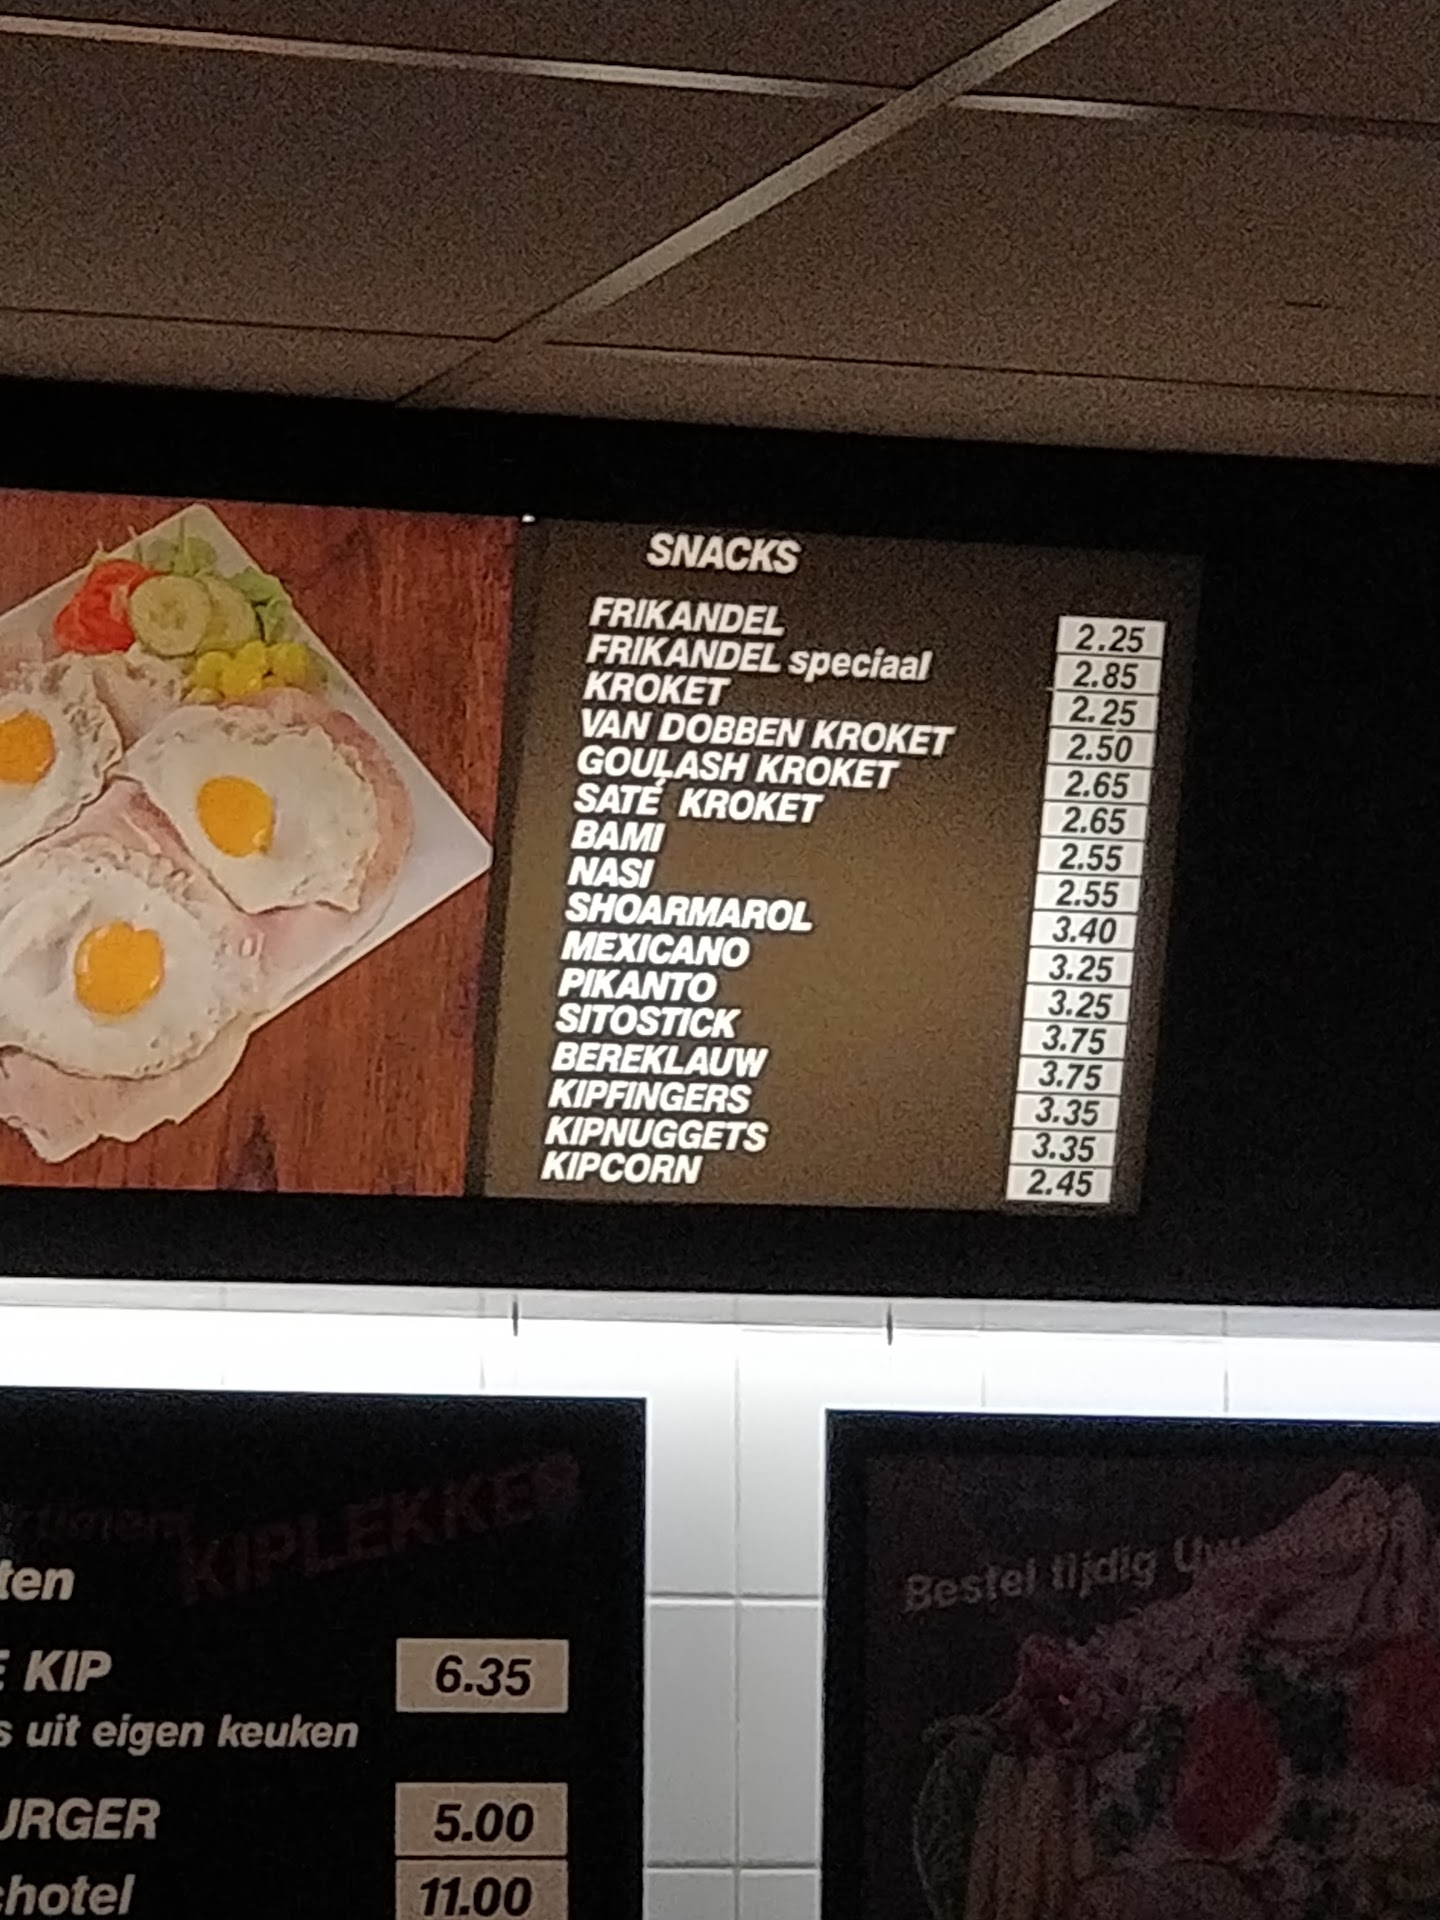 SNACKS
FRIKANDEL 2.25
FRIKANDEL speciaal 2.85
KROKET 2.25
VAN DOBBEN KROKET 2.50
GOULASH KROKET 2.65
SATÉ KROKET 2.65
BAMI 2.55
NASI 2.55
SHOARMAROL 3.40
MEXICANO 3.25
PIKANTO 3.25
SITOSTICK 3.75
BEREKLAUW 3.75
KIPFINGERS 3.35
KIPNUGGETS 3.35
KIPCORN 2.45
KIPLEKKER
ten
E KIP 6.35
s uit eigen keuken
URGER 5.00
chotel 11.00
Bestel tijdig Uw